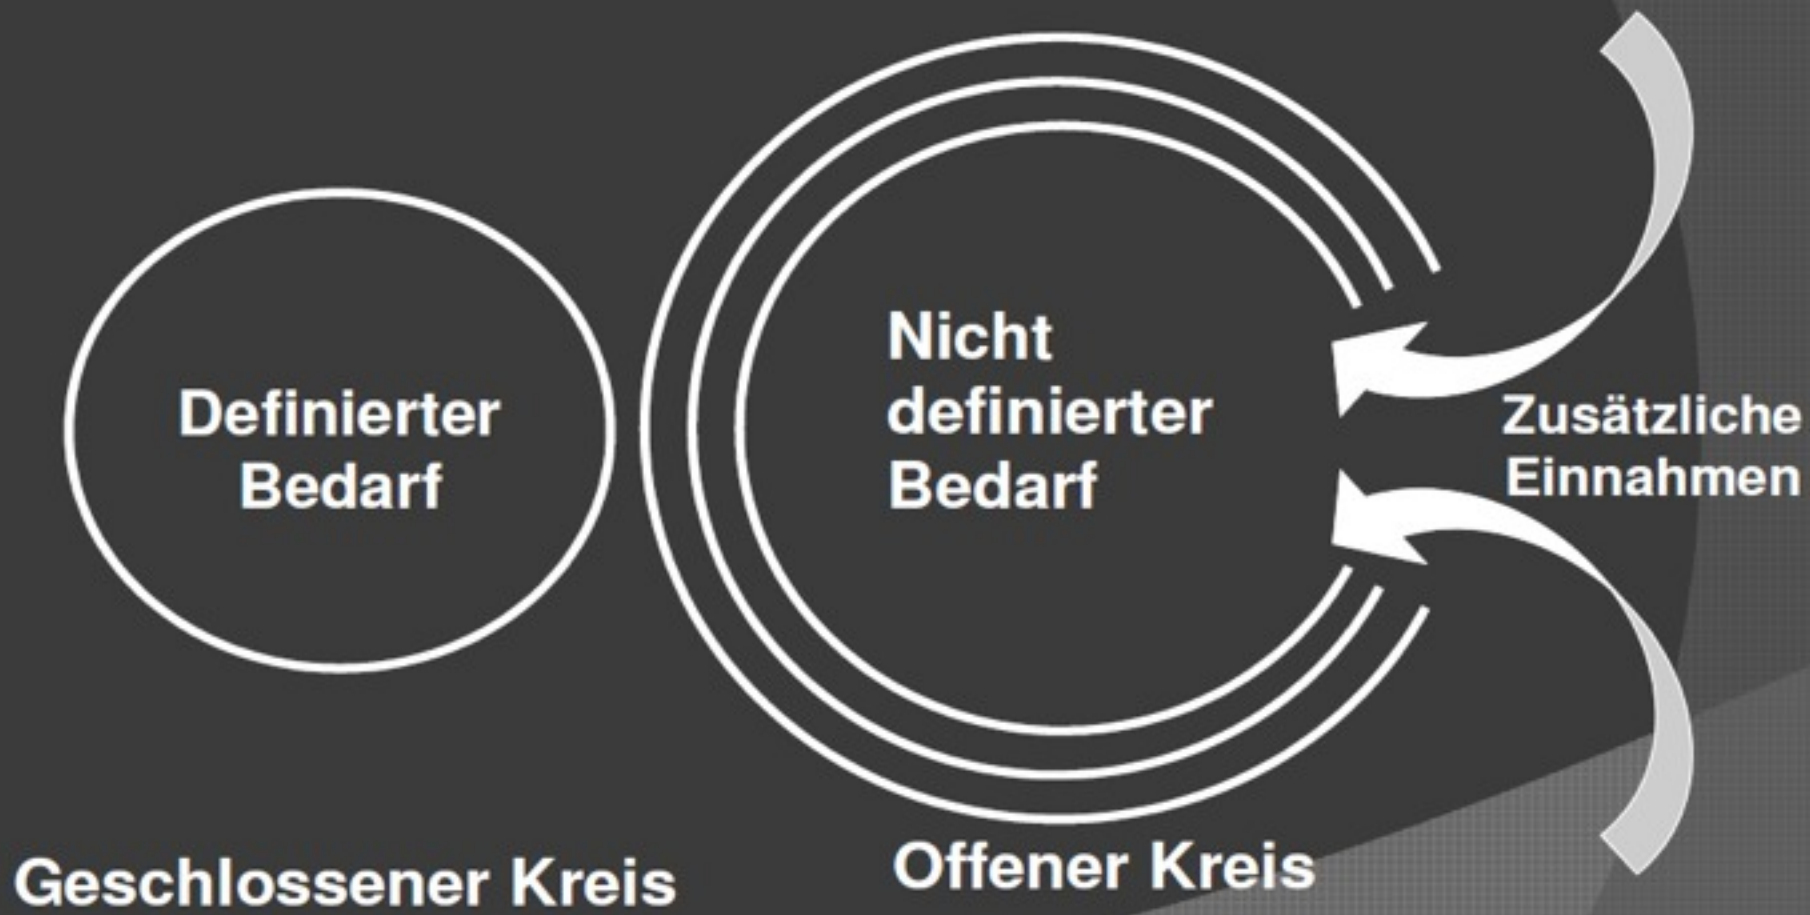 Definierter
Bedarf
Nicht
definierter
Bedarf
Zusätzliche
Einnahmen
Geschlossener Kreis
Offener Kreis